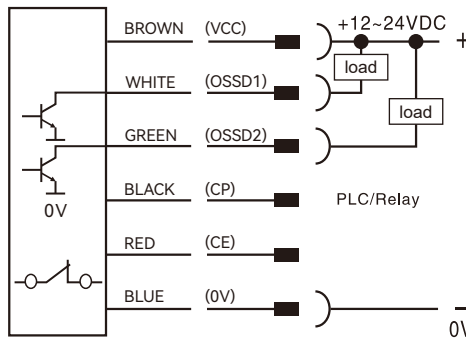 BROWN (VCC) +12~24VDC +
load
WHITE (OSSD1)
load
GREEN (OSSD2)
0V
BLACK (CP) PLC/Relay
RED (CE)
BLUE (0V) −
0V